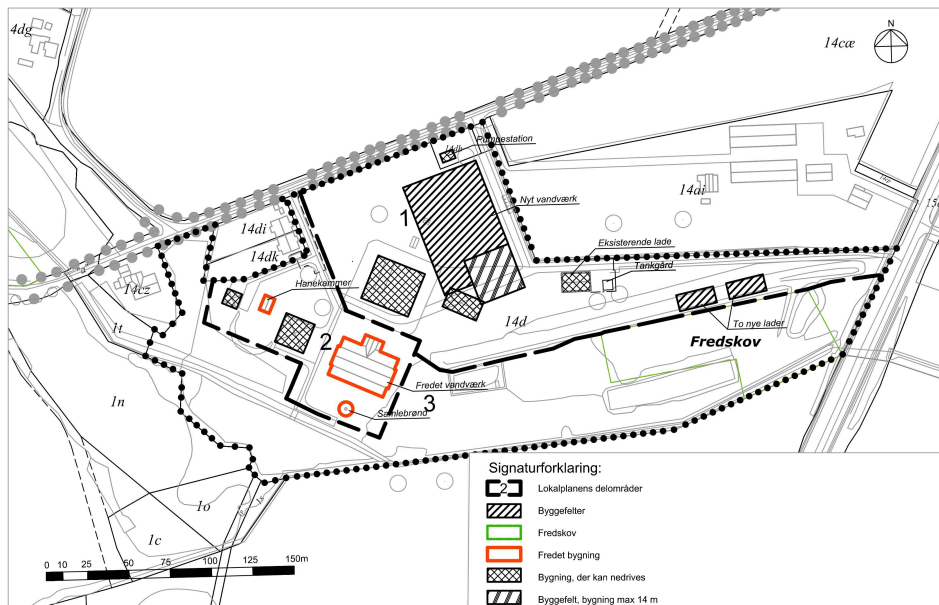 4dg
14cæ
N
Pumpestation
14dh
14ai
1
Nyt vandværk
14di
Eksisterende lade
14dk
Tankgård
14cz
Hanekammer
1t
14d
To nye lader
2
Fredskov
Fredet vandværk
3
Samlebrønd
1n
1o
1s
1c
0 10 25 50 75 100 125 150m
Signaturforklaring:
2 Lokalplanens delområder
Byggefelter
Fredskov
Fredet bygning
Bygning, der kan nedrives
Byggefelt, bygning max 14 m